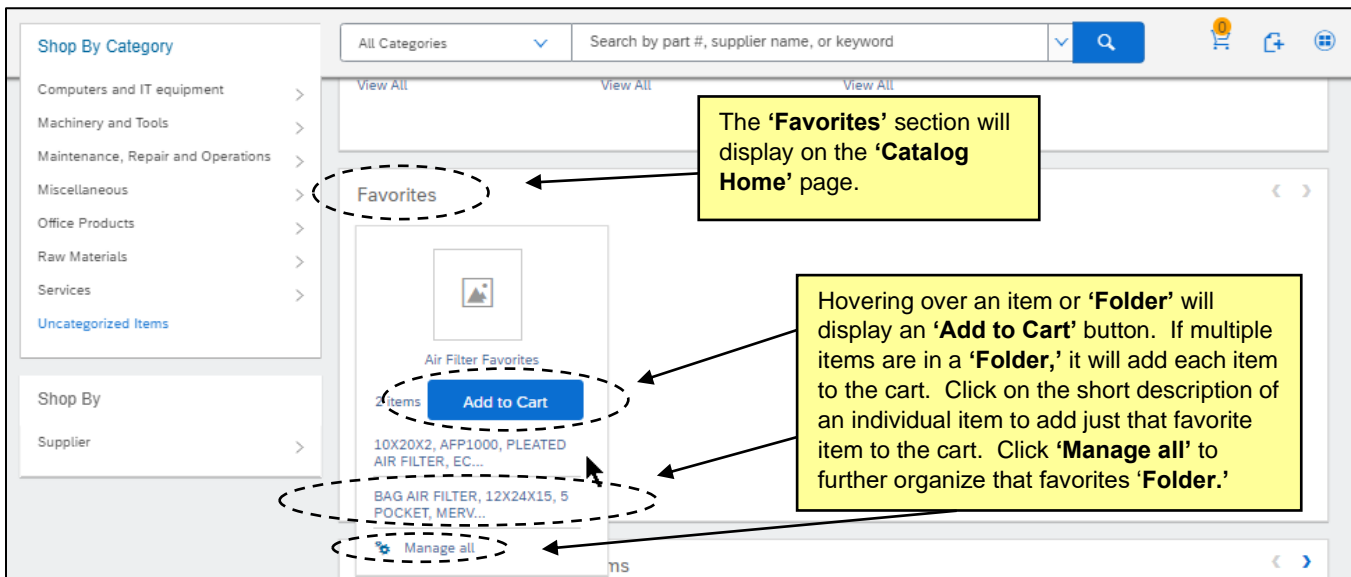 Shop By Category
All Categories
Search by part #, supplier name, or keyword
0
Computers and IT equipment
Machinery and Tools
Maintenance, Repair and Operations
Miscellaneous
Office Products
Raw Materials
Services
Uncategorized Items
Shop By
Supplier
View All
View All
View All
The ‘Favorites’ section will
display on the ‘Catalog
Home’ page.
Favorites
Air Filter Favorites
2 items
Add to Cart
10X20X2, AFP1000, PLEATED
AIR FILTER, EC...
BAG AIR FILTER, 12X24X15, 5
POCKET, MERV...
Manage all
Hovering over an item or ‘Folder’ will
display an ‘Add to Cart’ button. If multiple
items are in a ‘Folder,’ it will add each item
to the cart. Click on the short description of
an individual item to add just that favorite
item to the cart. Click ‘Manage all’ to
further organize that favorites ‘Folder.’